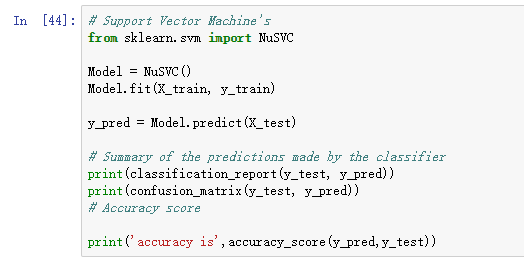 In [44]: # Support Vector Machine's
from sklearn.svm import NuSVC
Model = NuSVC()
Model.fit(X_train, y_train)
y_pred = Model.predict(X_test)
# Summary of the predictions made by the classifier
print(classification_report(y_test, y_pred))
print(confusion_matrix(y_test, y_pred))
# Accuracy score
print('accuracy is',accuracy_score(y_pred,y_test))